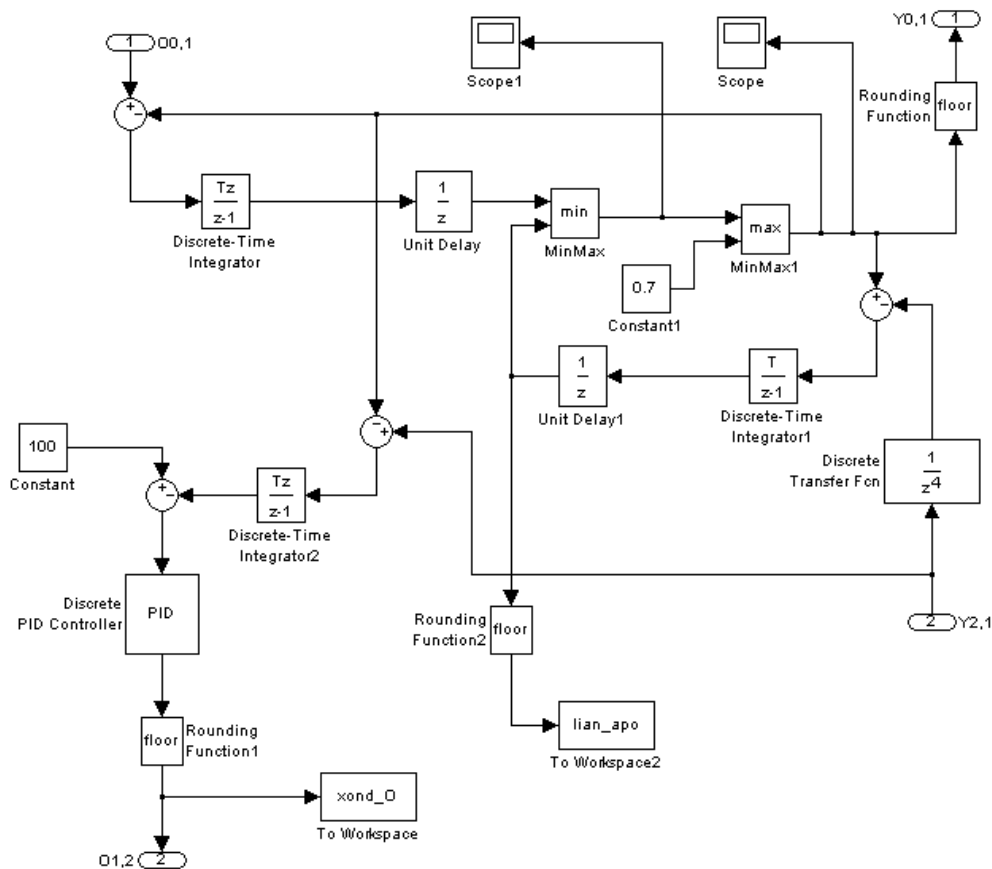 1 O0,1
Scope1
Scope
Y0,1 1
Rounding
Function
floor
+
-
Tz
z-1
Discrete-Time
Integrator
1
z
Unit Delay
min
MinMax
max
MinMax1
0.7
Constant1
+
-
1
z
Unit Delay1
T
z-1
Discrete-Time
Integrator1
Discrete
Transfer Fcn
1
z4
100
Constant
+
-
Tz
z-1
Discrete-Time
Integrator2
-
+
Discrete
PID Controller
PID
Rounding
Function2
floor
2 Y2,1
floor
Rounding
Function1
lian_apo
To Workspace2
xond_O
To Workspace
O1,2 2